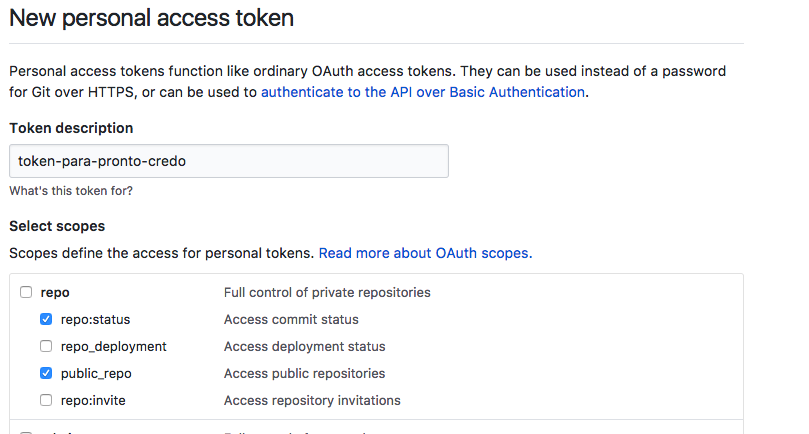 New personal access token
Personal access tokens function like ordinary OAuth access tokens. They can be used instead of a password
for Git over HTTPS, or can be used to authenticate to the API over Basic Authentication.
Token description
token-para-pronto-credo
What's this token for?
Select scopes
Scopes define the access for personal tokens. Read more about OAuth scopes.
repo Full control of private repositories
repo:status Access commit status
repo_deployment Access deployment status
public_repo Access public repositories
repo:invite Access repository invitations